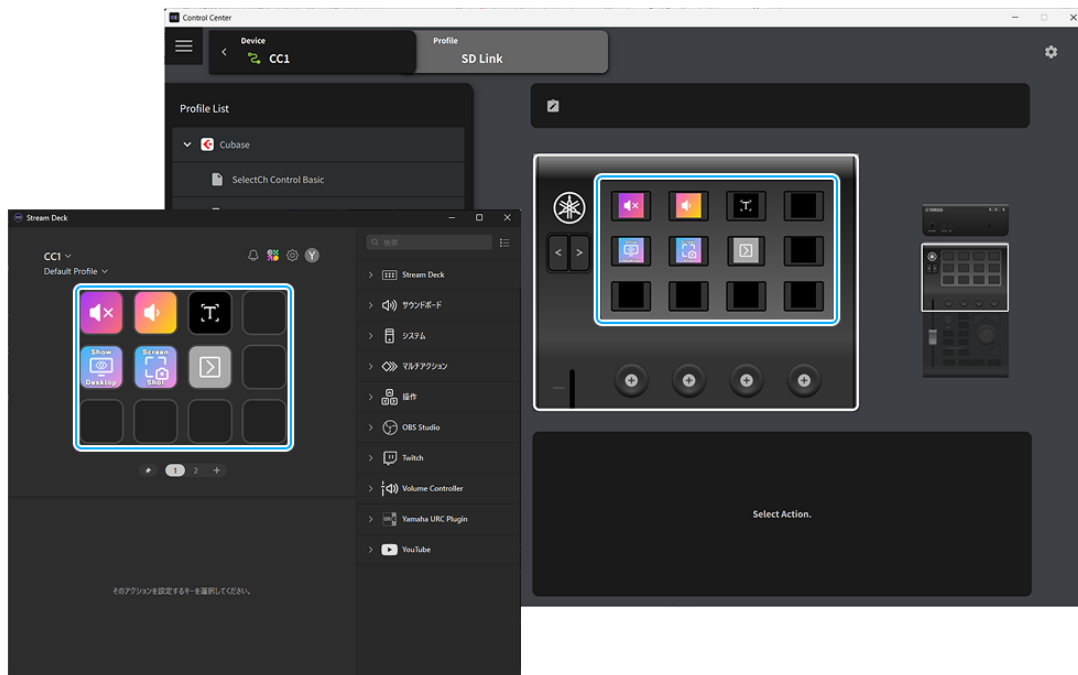 Control Center
Device
CC1
Profile
SD Link
Profile List
Cubase
SelectCh Control Basic
Select Action.
Stream Deck
CC1
Default Profile
Y
Show
Desktop
Screen
Shot
1 2 +
そのアクションを設定するキーを選択してください。
検索
Stream Deck
サウンドボード
システム
マルチアクション
操作
OBS Studio
Twitch
Volume Controller
Yamaha URC Plugin
YouTube